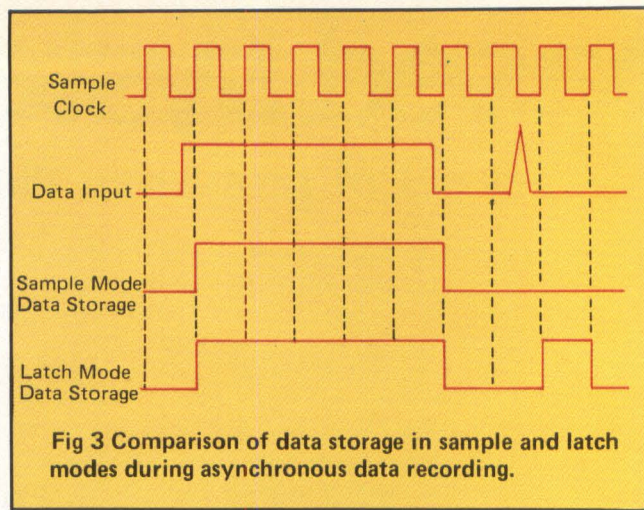 Sample
Clock
Data Input
Sample Mode
Data Storage
Latch Mode
Data Storage
Fig 3 Comparison of data storage in sample and latch
modes during asynchronous data recording.